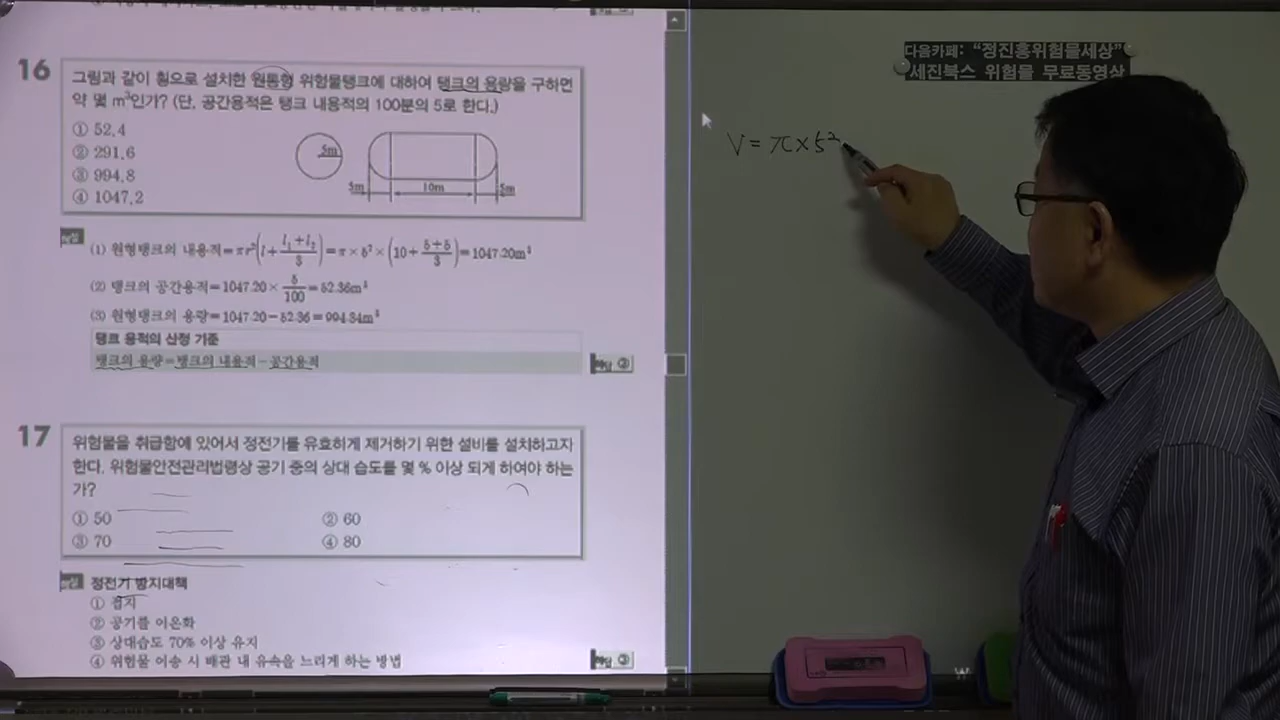 16
그림과 같이 횡으로 설치한 원통형 위험물탱크에 대하여 탱크의 용량을 구하면
약 몇 m³인가? (단, 공간용적은 탱크 내용적의 100분의 5로 한다.)
① 52.4
② 291.6
③ 994.8
④ 1047.2
5m
5m 10m 5m
(1) 원형탱크의 내용적=πr²(l+(l₁+l₂)/3)=π×5²×(10+(5+5)/3)=1047.20m³
(2) 탱크의 공간용적=1047.20×5/100=52.36m³
(3) 원형탱크의 용량=1047.20-52.36=994.84m³
탱크 용적의 산정 기준
탱크의 용량=탱크의 내용적-공간용적
③
17
위험물을 취급함에 있어서 정전기를 유효하게 제거하기 위한 설비를 설치하고자
한다. 위험물안전관리법령상 공기 중의 상대 습도를 몇 % 이상 되게 하여야 하는
가?
① 50 ② 60
③ 70 ④ 80
정전기 방지대책
① 접지
② 공기를 이온화
③ 상대습도 70% 이상 유지
④ 위험물 이송 시 배관 내 유속을 느리게 하는 방법
③
다음카페: "정진홍위험물세상"
세진북스 위험물 무료동영상
V = π×5²